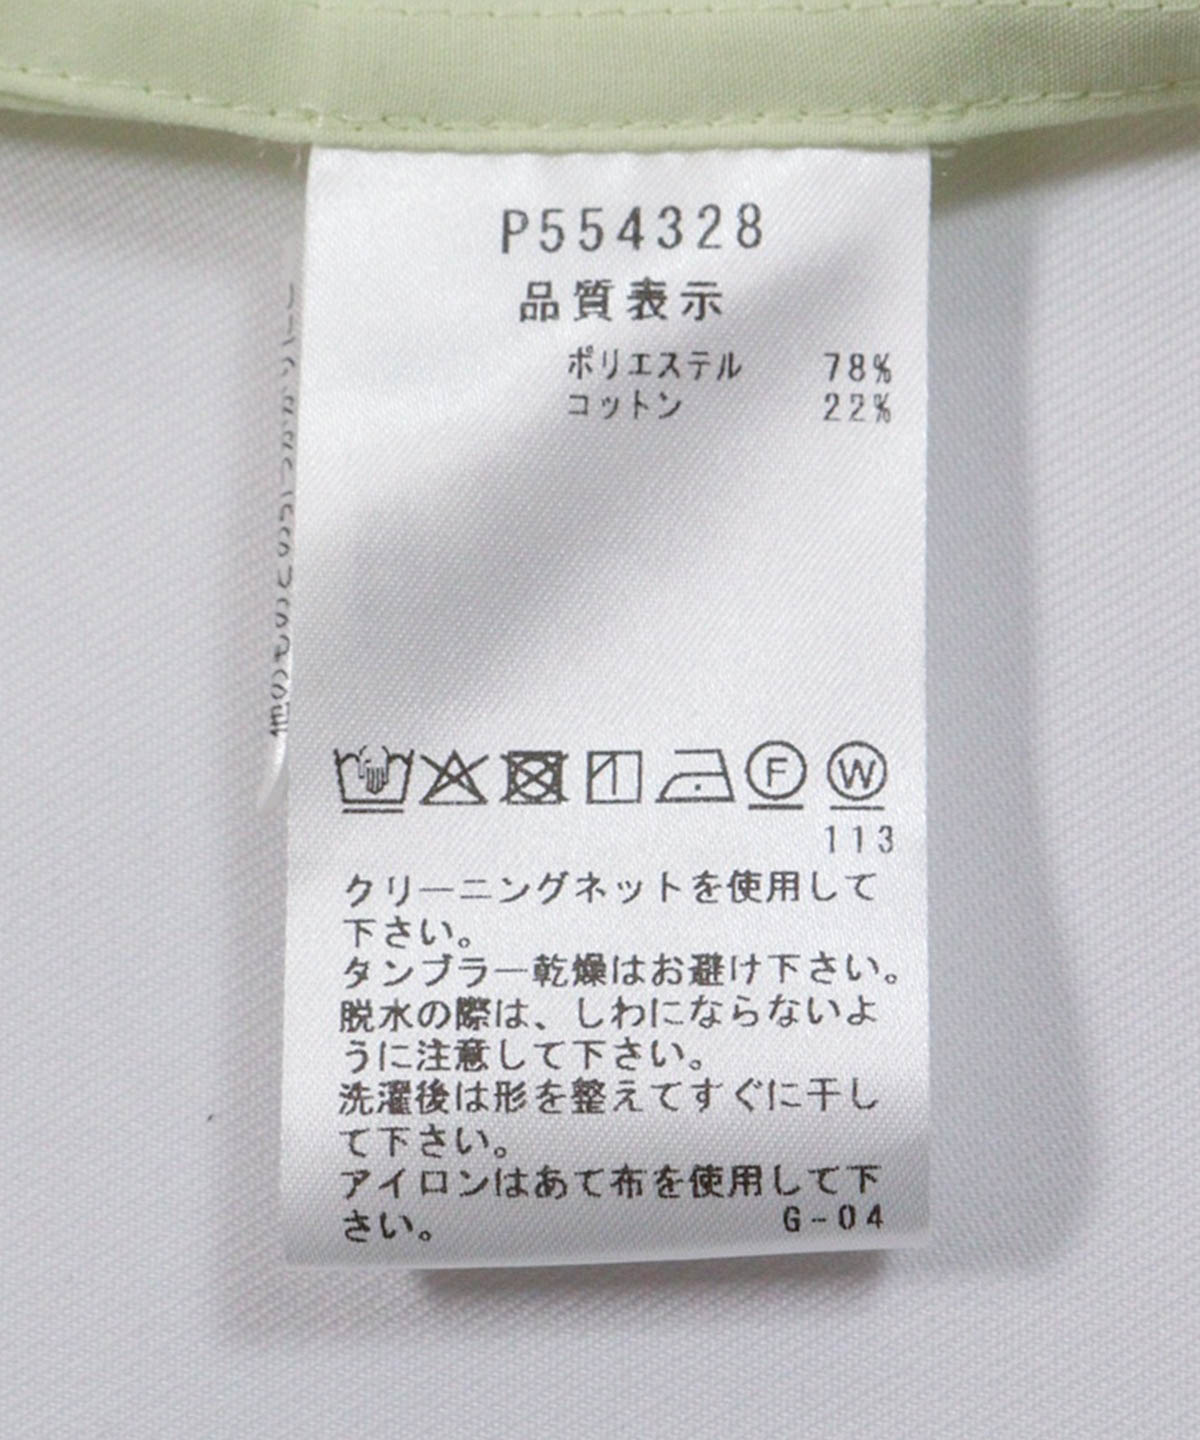 P554328
品質表示
ポリエステル 78%
コットン 22%
F W
113
クリーニングネットを使用して
下さい。
タンブラー乾燥はお避け下さい。
脱水の際は、しわにならないよ
うに注意して下さい。
洗濯後は形を整えてすぐに干し
て下さい。
アイロンはあて布を使用して下
さい。 G-04